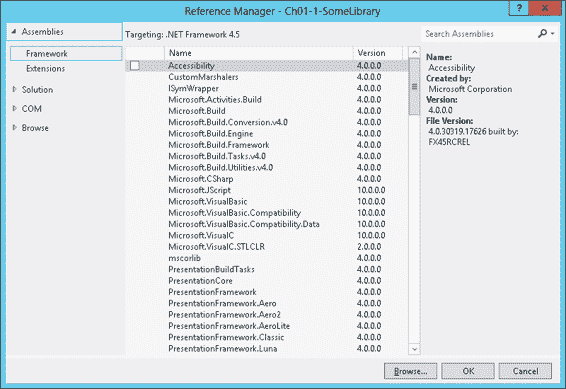 Reference Manager - Ch01-1-SomeLibrary
?
Assemblies
Framework
Extensions
Solution
COM
Browse
Targeting: .NET Framework 4.5
Name Version
Accessibility 4.0.0.0
CustomMarshalers 4.0.0.0
ISymWrapper 4.0.0.0
Microsoft.Activities.Build 4.0.0.0
Microsoft.Build 4.0.0.0
Microsoft.Build.Conversion.v4.0 4.0.0.0
Microsoft.Build.Engine 4.0.0.0
Microsoft.Build.Framework 4.0.0.0
Microsoft.Build.Tasks.v4.0 4.0.0.0
Microsoft.Build.Utilities.v4.0 4.0.0.0
Microsoft.CSharp 4.0.0.0
Microsoft.JScript 10.0.0.0
Microsoft.VisualBasic 10.0.0.0
Microsoft.VisualBasic.Compatibility 10.0.0.0
Microsoft.VisualBasic.Compatibility.Data 10.0.0.0
Microsoft.VisualC 10.0.0.0
Microsoft.VisualC.STLCLR 2.0.0.0
mscorlib 4.0.0.0
PresentationBuildTasks 4.0.0.0
PresentationCore 4.0.0.0
PresentationFramework 4.0.0.0
PresentationFramework.Aero 4.0.0.0
PresentationFramework.Aero2 4.0.0.0
PresentationFramework.AeroLite 4.0.0.0
PresentationFramework.Classic 4.0.0.0
PresentationFramework.Luna 4.0.0.0
Search Assemblies
Name:
Accessibility
Created by:
Microsoft Corporation
Version:
4.0.0.0
File Version:
4.0.30319.17626 built by:
FX45RCREL
Browse... OK Cancel